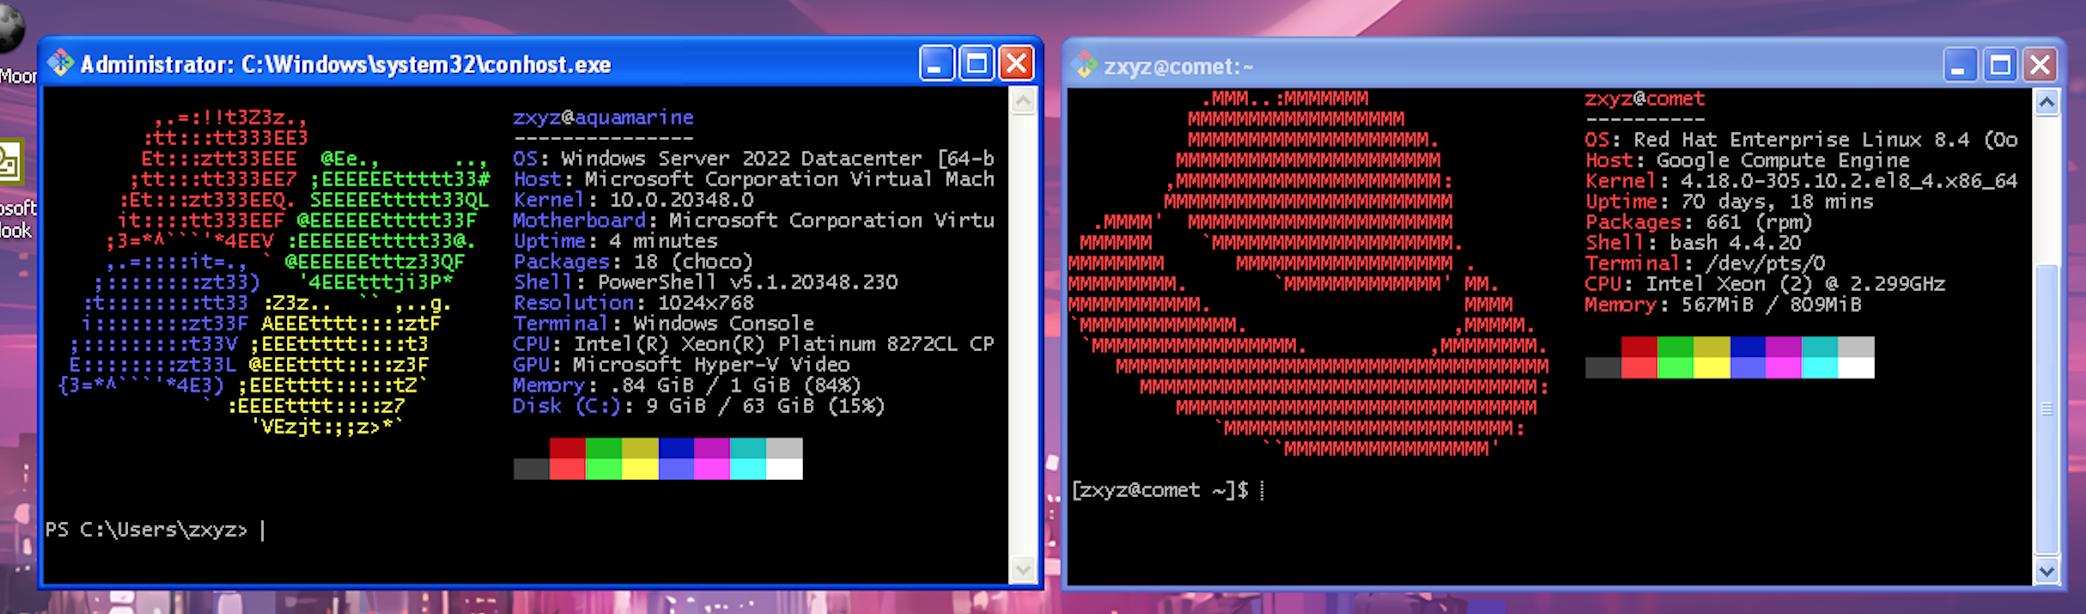 Moon
osoft
look
Administrator: C:\Windows\system32\conhost.exe
zxyz@aquamarine
---------------
OS: Windows Server 2022 Datacenter [64-b
Host: Microsoft Corporation Virtual Mach
Kernel: 10.0.20348.0
Motherboard: Microsoft Corporation Virtu
Uptime: 4 minutes
Packages: 18 (choco)
Shell: PowerShell v5.1.20348.230
Resolution: 1024x768
Terminal: Windows Console
CPU: Intel(R) Xeon(R) Platinum 8272CL CP
GPU: Microsoft Hyper-V Video
Memory: .84 GiB / 1 GiB (84%)
Disk (C:): 9 GiB / 63 GiB (15%)
PS C:\Users\zxyz>
zxyz@comet:~
zxyz@comet
----------
OS: Red Hat Enterprise Linux 8.4 (Oo
Host: Google Compute Engine
Kernel: 4.18.0-305.10.2.el8_4.x86_64
Uptime: 70 days, 18 mins
Packages: 661 (rpm)
Shell: bash 4.4.20
Terminal: /dev/pts/0
CPU: Intel Xeon (2) @ 2.299GHz
Memory: 567MiB / 809MiB
[zxyz@comet ~]$